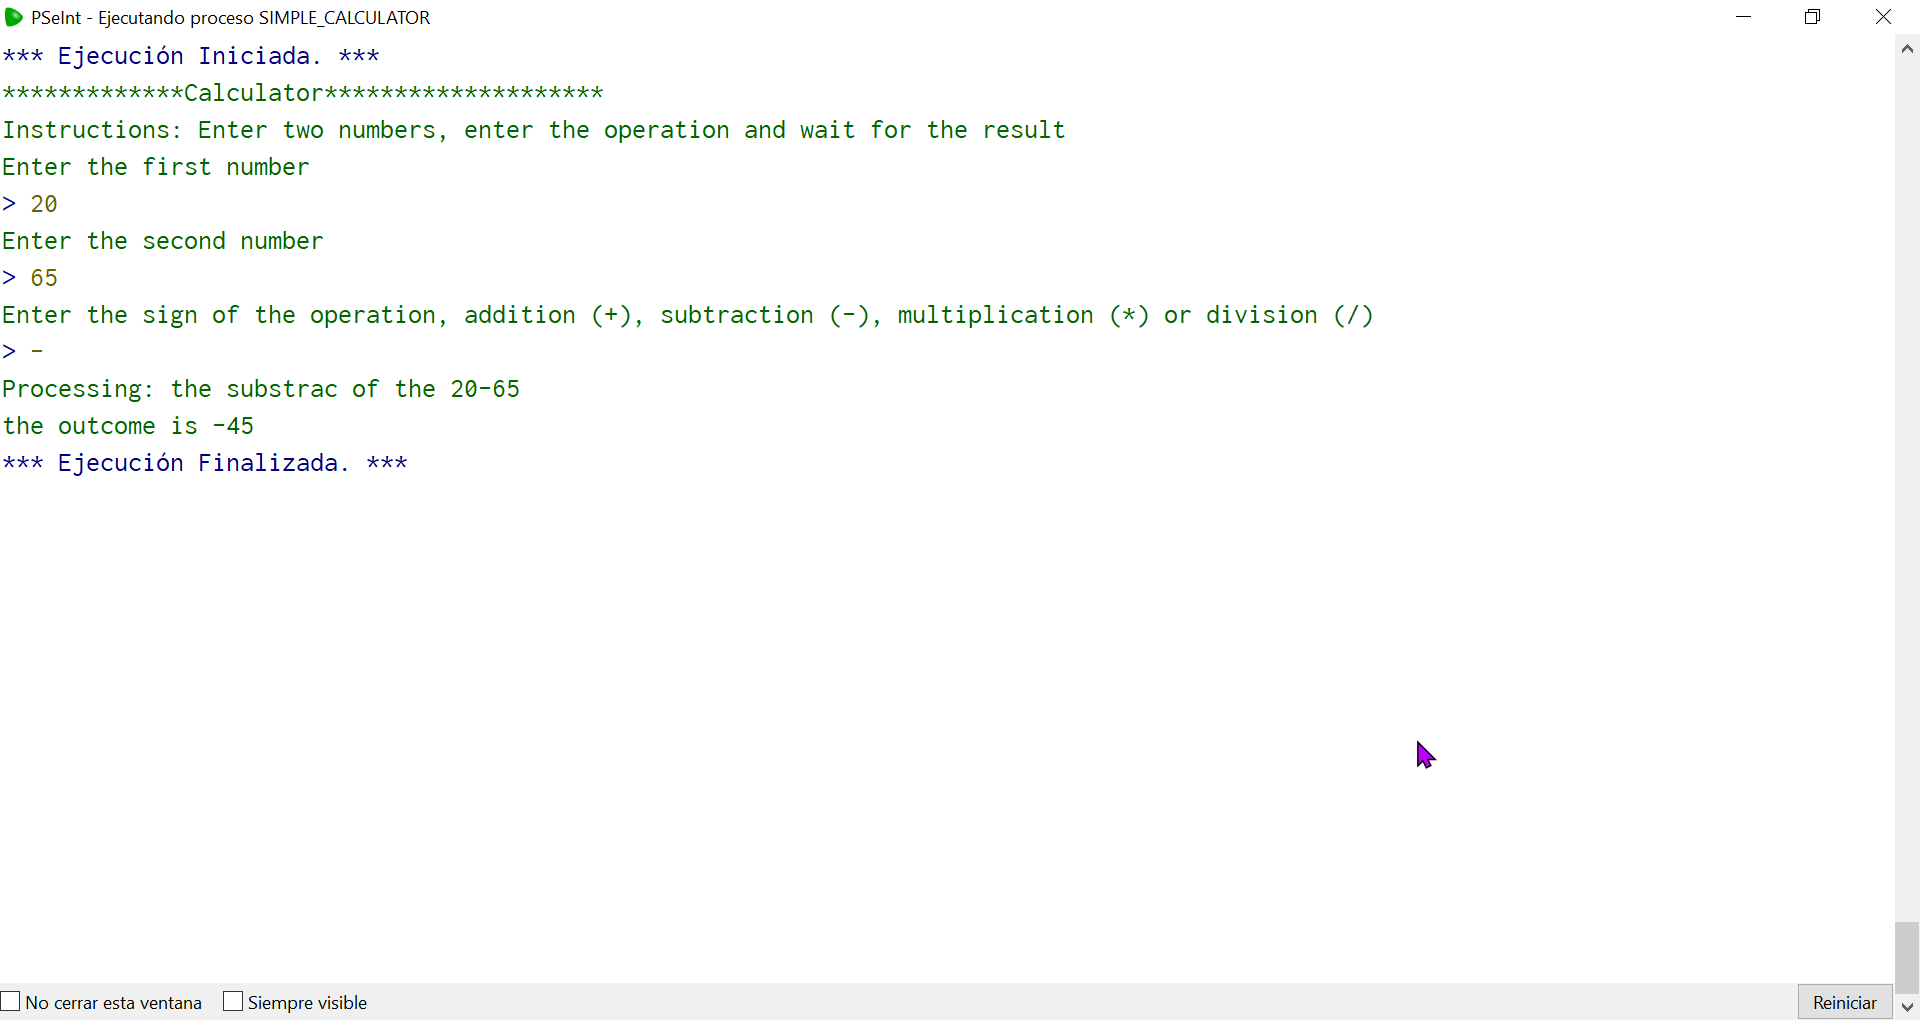 PSeInt - Ejecutando proceso SIMPLE_CALCULATOR
*** Ejecución Iniciada. ***
*************Calculator********************
Instructions: Enter two numbers, enter the operation and wait for the result
Enter the first number
> 20
Enter the second number
> 65
Enter the sign of the operation, addition (+), subtraction (-), multiplication (*) or division (/)
> -
Processing: the substrac of the 20-65
the outcome is -45
*** Ejecución Finalizada. ***
No cerrar esta ventana Siempre visible Reiniciar